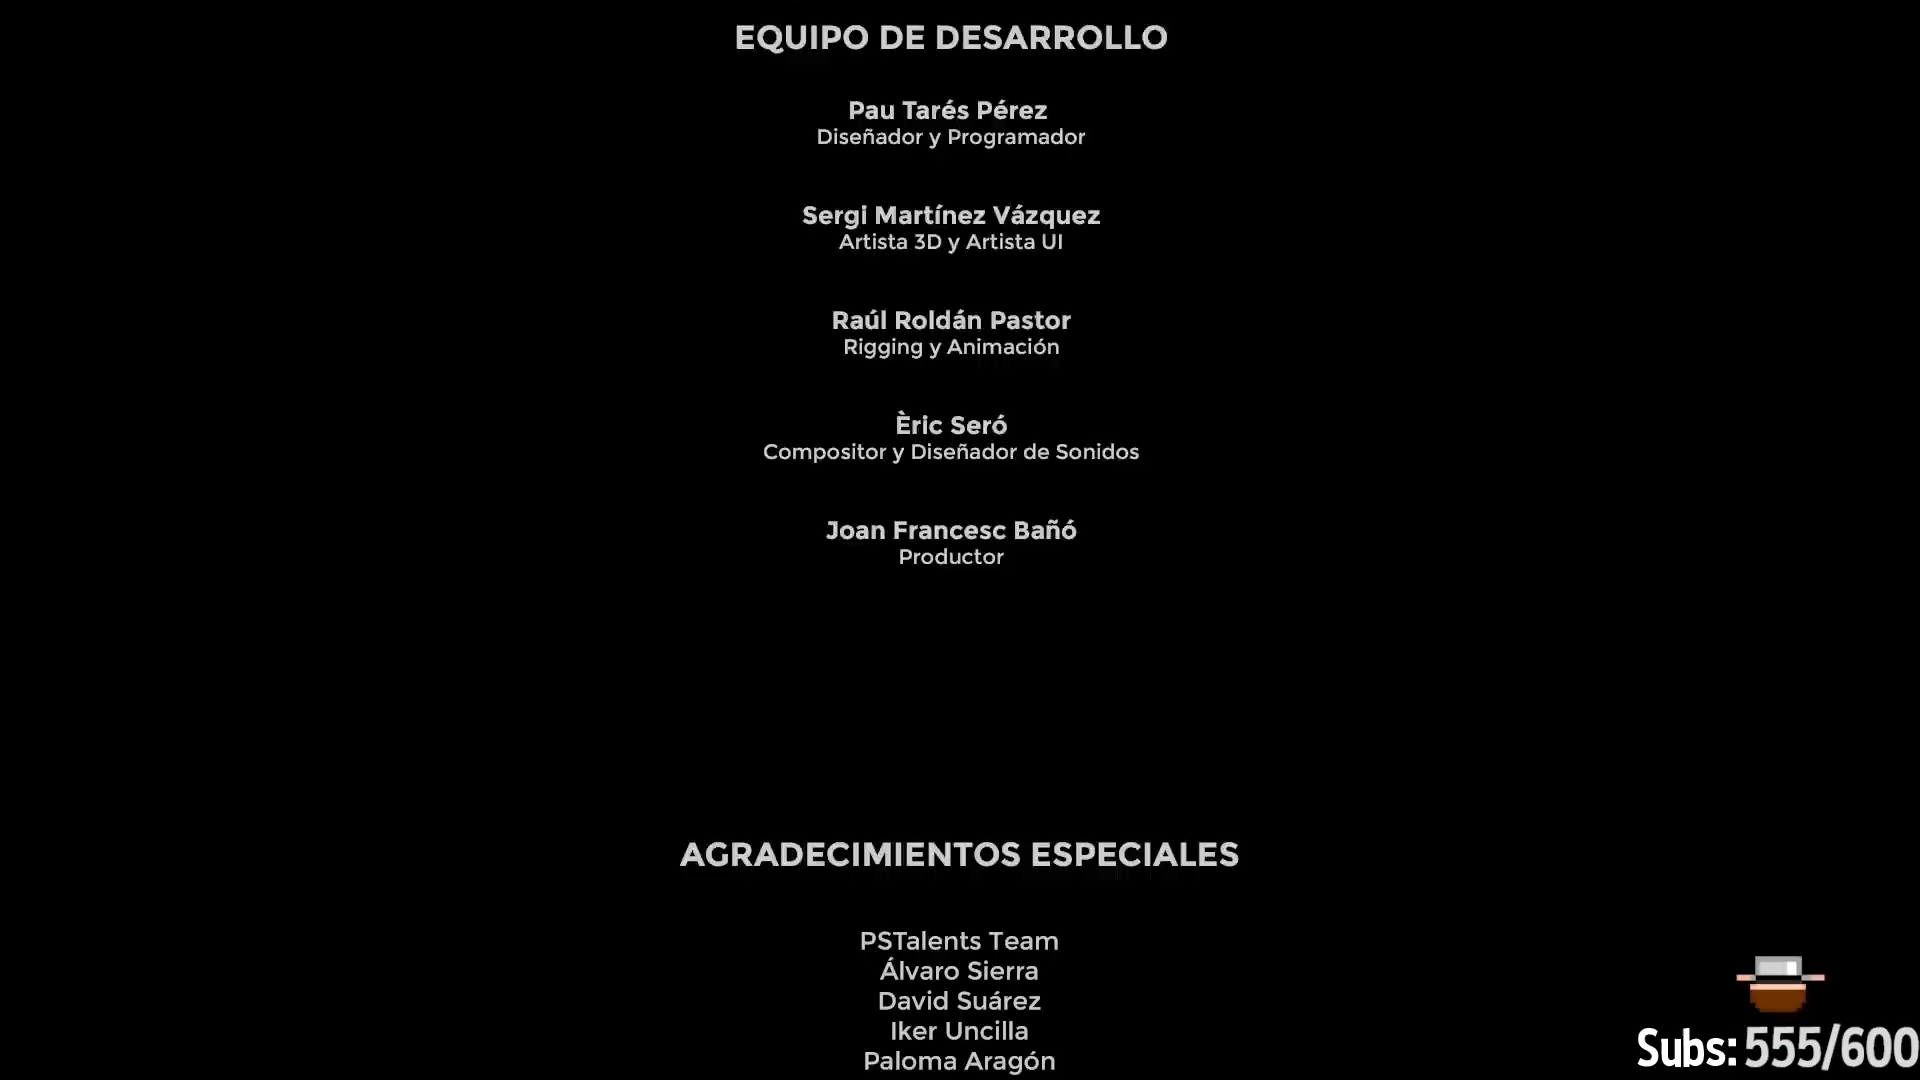 EQUIPO DE DESARROLLO
Pau Tarés Pérez
Diseñador y Programador
Sergi Martínez Vázquez
Artista 3D y Artista UI
Raúl Roldán Pastor
Rigging y Animación
Èric Seró
Compositor y Diseñador de Sonidos
Joan Francesc Bañó
Productor
AGRADECIMIENTOS ESPECIALES
PSTalents Team
Álvaro Sierra
David Suárez
Iker Uncilla
Paloma Aragón
Subs: 555/600